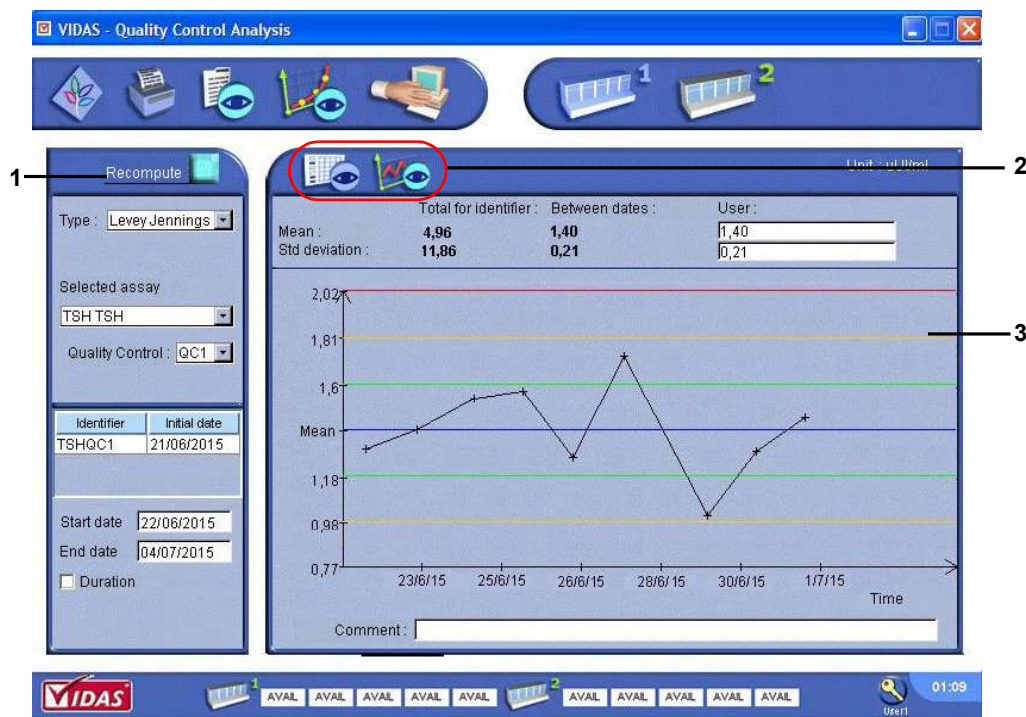 VIDAS - Quality Control Analysis
1
2
1
Recompute
Unit : uUI/ml
2
Type : Levey Jennings
Total for identifier : Between dates : User :
Mean : 4,96 1,40 1,40
Std deviation : 11,86 0,21 0,21
Selected assay
TSH TSH
Quality Control : QC1
Identifier Initial date
TSHQC1 21/06/2015
Start date 22/06/2015
End date 04/07/2015
Duration
2,02
3
1,81
1,6
Mean
1,18
0,98
0,77
23/6/15 25/6/15 26/6/15 28/6/15 30/6/15 1/7/15
Time
Comment :
VIDAS
1 AVAIL AVAIL AVAIL AVAIL AVAIL
2 AVAIL AVAIL AVAIL AVAIL AVAIL
User1
01:09